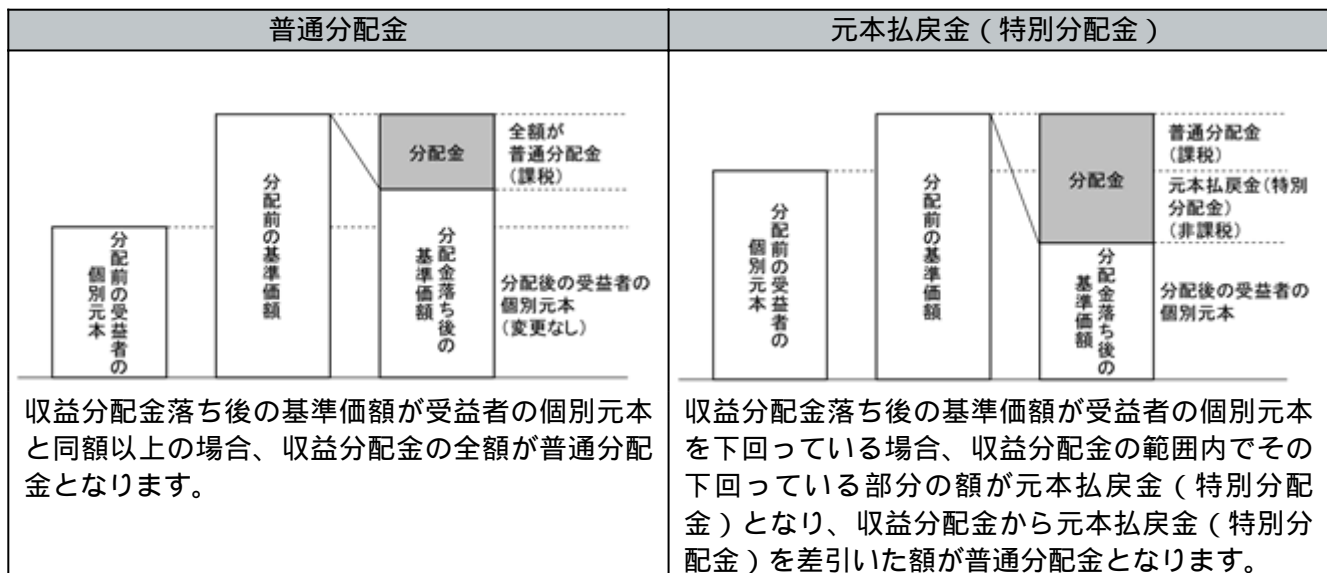 普通分配金
分配前の受益者の
個別元本
分配前の基準価額
分配金
分配金落ち後の
基準価額
全額が
普通分配金
(課税)
分配後の受益者の
個別元本
(変更なし)
収益分配金落ち後の基準価額が受益者の個別元本
と同額以上の場合、収益分配金の全額が普通分配
金となります。
元本払戻金(特別分配金)
分配前の受益者の
個別元本
分配前の基準価額
分配金
分配金落ち後の
基準価額
普通分配金
(課税)
元本払戻金(特別
分配金)
(非課税)
分配後の受益者の
個別元本
収益分配金落ち後の基準価額が受益者の個別元本
を下回っている場合、収益分配金の範囲内でその
下回っている部分の額が元本払戻金(特別分配
金)となり、収益分配金から元本払戻金(特別分
配金)を差引いた額が普通分配金となります。